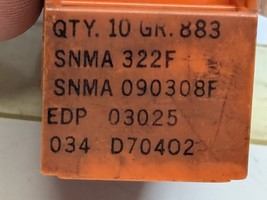 QTY. 10 GR. 883
SNMA 322F
SNMA 090308F
EDP 03025
034 D70402